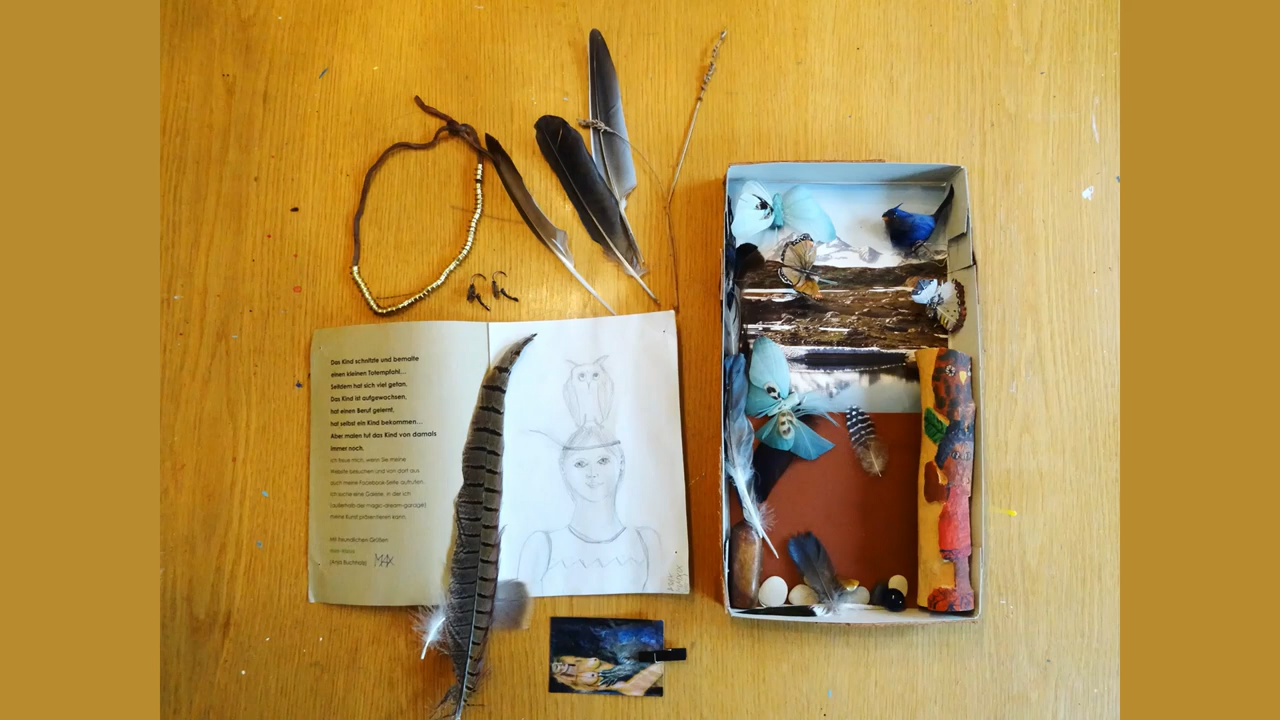 Das Kind schnitzte und bemalte
einen kleinen Totempfahl...
Seitdem hat sich viel getan,
Das Kind ist aufgewachsen,
hat einen Beruf gelernt,
hat selbst ein Kind bekommen...
Aber malen tut das Kind von damals
immer noch.
Ich freue mich, wenn Sie meine
Website besuchen und von dort aus
auch meine Facebook-Seite aufrufen.
Ich suche eine Galerie, in der ich
(außerhalb der magic-dream-garage)
meine Kunst präsentieren kann.
Mit freundlichen Grüßen
(Anja Buchholz) MAX